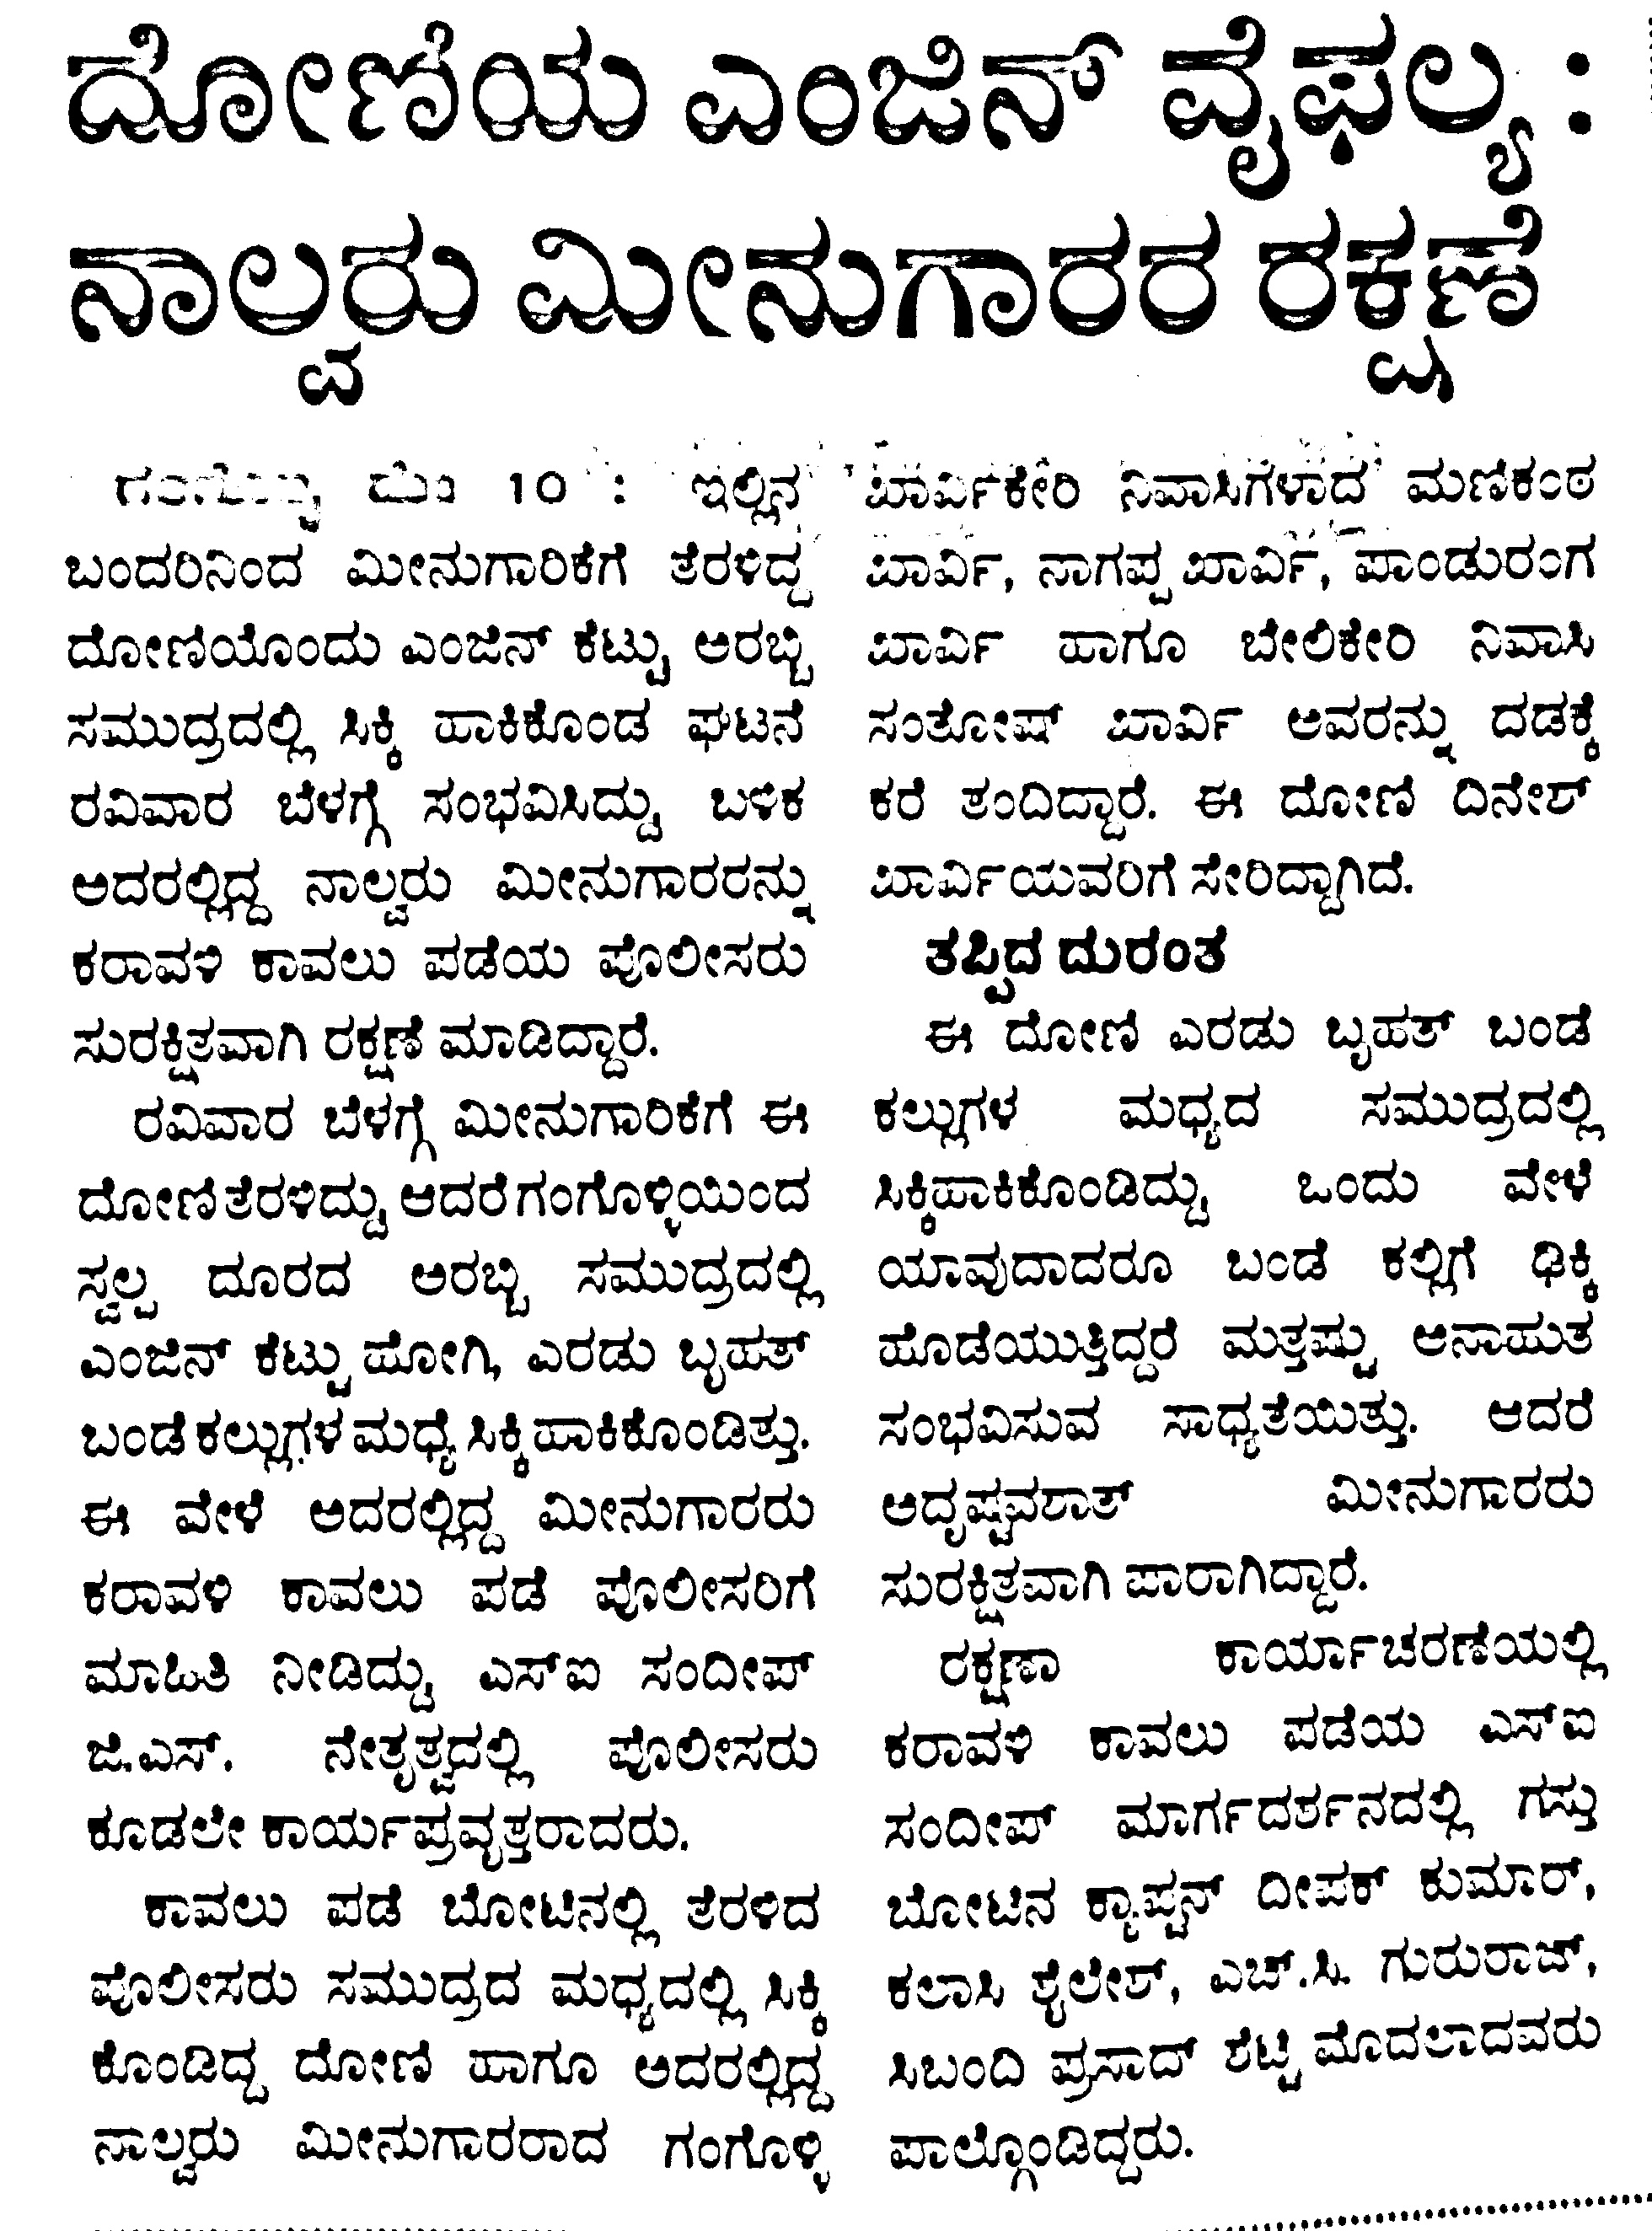 ದೋಣಿಯ ಎಂಜಿನ್ ವೈಫಲ್ಯ :
ನಾಲ್ವರು ಮೀನುಗಾರರ ರಕ್ಷಣೆ
ಗಂಗೊಳ್ಳಿ, ಮೇ 10 : ಇಲ್ಲಿನ
ಬಂದರಿನಿಂದ ಮೀನುಗಾರಿಕೆಗೆ ತೆರಳಿದ್ದ
ದೋಣಿಯೊಂದು ಎಂಜಿನ್ ಕೆಟ್ಟು ಅರಬ್ಬಿ
ಸಮುದ್ರದಲ್ಲಿ ಸಿಕ್ಕಿ ಹಾಕಿಕೊಂಡ ಘಟನೆ
ರವಿವಾರ ಬೆಳಗ್ಗೆ ಸಂಭವಿಸಿದ್ದು, ಬಳಿಕ
ಅದರಲ್ಲಿದ್ದ ನಾಲ್ವರು ಮೀನುಗಾರರನ್ನು
ಕರಾವಳಿ ಕಾವಲು ಪಡೆಯ ಪೊಲೀಸರು
ಸುರಕ್ಷಿತವಾಗಿ ರಕ್ಷಣೆ ಮಾಡಿದ್ದಾರೆ.
ರವಿವಾರ ಬೆಳಗ್ಗೆ ಮೀನುಗಾರಿಕೆಗೆ ಈ
ದೋಣಿ ತೆರಳಿದ್ದು, ಆದರೆ ಗಂಗೊಳ್ಳಿಯಿಂದ
ಸ್ವಲ್ಪ ದೂರದ ಅರಬ್ಬಿ ಸಮುದ್ರದಲ್ಲಿ
ಎಂಜಿನ್ ಕೆಟ್ಟು ಹೋಗಿ, ಎರಡು ಬೃಹತ್
ಬಂಡೆ ಕಲ್ಲುಗಳ ಮಧ್ಯೆ ಸಿಕ್ಕಿ ಹಾಕಿಕೊಂಡಿತ್ತು.
ಈ ವೇಳೆ ಅದರಲ್ಲಿದ್ದ ಮೀನುಗಾರರು
ಕರಾವಳಿ ಕಾವಲು ಪಡೆ ಪೊಲೀಸರಿಗೆ
ಮಾಹಿತಿ ನೀಡಿದ್ದು, ಎಸ್‌ಐ ಸಂದೀಪ್
ಜಿ.ಎಸ್. ನೇತೃತ್ವದಲ್ಲಿ ಪೊಲೀಸರು
ಕೂಡಲೇ ಕಾರ್ಯಪ್ರವೃತ್ತರಾದರು.
ಕಾವಲು ಪಡೆ ಬೋಟಿನಲ್ಲಿ ತೆರಳಿದ
ಪೊಲೀಸರು ಸಮುದ್ರದ ಮಧ್ಯದಲ್ಲಿ ಸಿಕ್ಕಿ
ಕೊಂಡಿದ್ದ ದೋಣಿ ಹಾಗೂ ಅದರಲ್ಲಿದ್ದ
ನಾಲ್ವರು ಮೀನುಗಾರರಾದ ಗಂಗೊಳ್ಳಿ
ಖಾರ್ವಿಕೇರಿ ನಿವಾಸಿಗಳಾದ ಮಣಿಕಂಠ
ಖಾರ್ವಿ, ನಾಗಪ್ಪ ಖಾರ್ವಿ, ಪಾಂಡುರಂಗ
ಖಾರ್ವಿ ಹಾಗೂ ಬೇಲಿಕೇರಿ ನಿವಾಸಿ
ಸಂತೋಷ್ ಖಾರ್ವಿ ಅವರನ್ನು ದಡಕ್ಕೆ
ಕರೆ ತಂದಿದ್ದಾರೆ. ಈ ದೋಣಿ ದಿನೇಶ್
ಖಾರ್ವಿಯವರಿಗೆ ಸೇರಿದ್ದಾಗಿದೆ.
ತಪ್ಪಿದ ದುರಂತ
ಈ ದೋಣಿ ಎರಡು ಬೃಹತ್ ಬಂಡೆ
ಕಲ್ಲುಗಳ ಮಧ್ಯದ ಸಮುದ್ರದಲ್ಲಿ
ಸಿಕ್ಕಿಹಾಕಿಕೊಂಡಿದ್ದು, ಒಂದು ವೇಳೆ
ಯಾವುದಾದರೂ ಬಂಡೆ ಕಲ್ಲಿಗೆ ಢಿಕ್ಕಿ
ಹೊಡೆಯುತ್ತಿದ್ದರೆ ಮತ್ತಷ್ಟು ಅನಾಹುತ
ಸಂಭವಿಸುವ ಸಾಧ್ಯತೆಯಿತ್ತು. ಆದರೆ
ಅದೃಷ್ಟವಶಾತ್ ಮೀನುಗಾರರು
ಸುರಕ್ಷಿತವಾಗಿ ಪಾರಾಗಿದ್ದಾರೆ.
ರಕ್ಷಣಾ ಕಾರ್ಯಾಚರಣೆಯಲ್ಲಿ
ಕರಾವಳಿ ಕಾವಲು ಪಡೆಯ ಎಸ್‌ಐ
ಸಂದೀಪ್ ಮಾರ್ಗದರ್ಶನದಲ್ಲಿ ಗಸ್ತು
ಬೋಟಿನ ಕ್ಯಾಪ್ಟನ್ ದೀಪಕ್ ಕುಮಾರ್,
ಕಲಾಸಿ ಶೈಲೇಶ್, ಎಚ್.ಸಿ. ಗುರುರಾಜ್,
ಸಿಬಂದಿ ಪ್ರಸಾದ್ ಶೆಟ್ಟಿ ಮೊದಲಾದವರು
ಪಾಲ್ಗೊಂಡಿದ್ದರು.